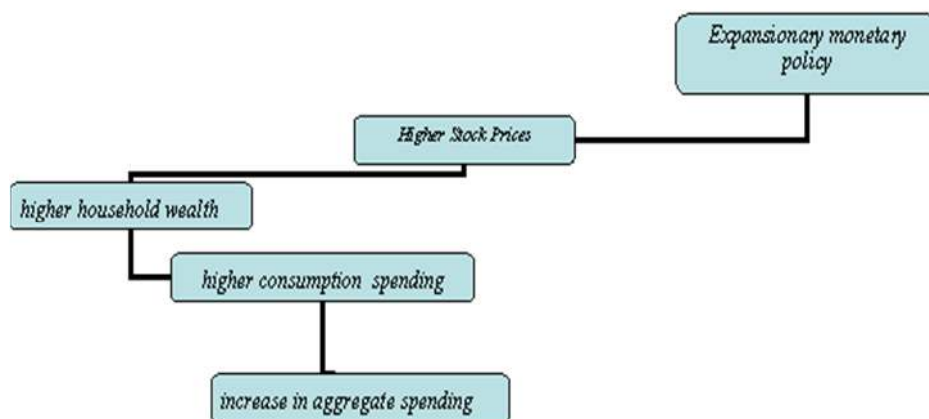 Expansionary monetary
policy
Higher Stock Prices
higher household wealth
higher consumption spending
increase in aggregate spending